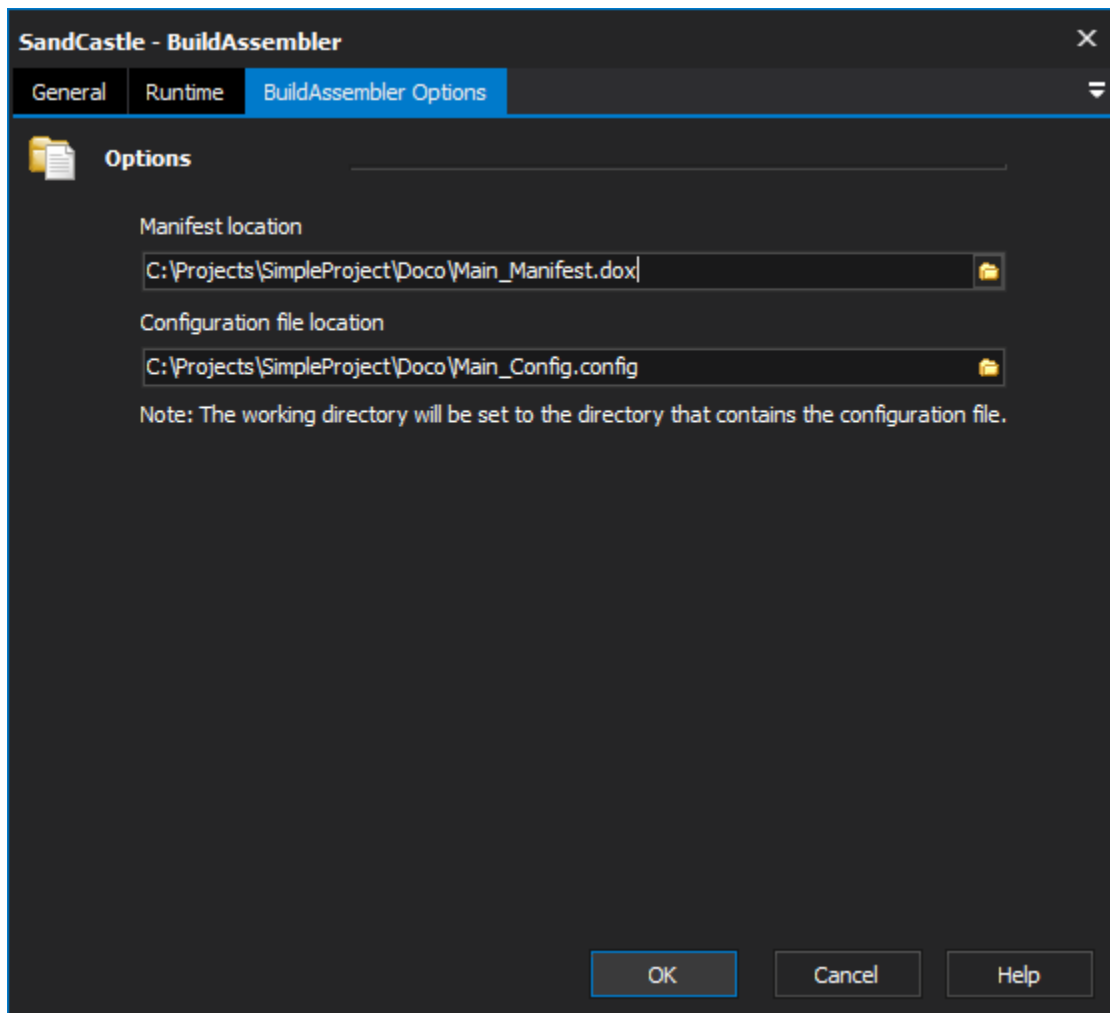 SandCastle - BuildAssembler
General Runtime BuildAssembler Options
Options
Manifest location
C:\Projects\SimpleProject\Doco\Main_Manifest.dox
Configuration file location
C:\Projects\SimpleProject\Doco\Main_Config.config
Note: The working directory will be set to the directory that contains the configuration file.
OK Cancel Help